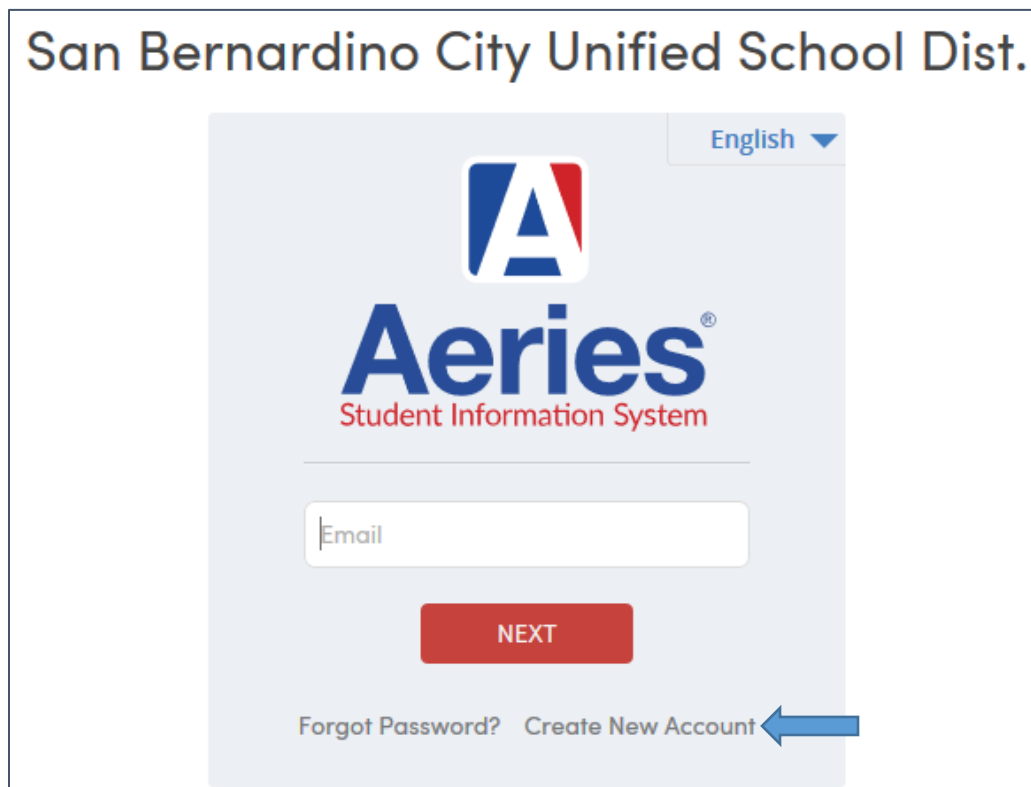 San Bernardino City Unified School Dist.
English
A
Aeries®
Student Information System
Email
NEXT
Forgot Password? Create New Account